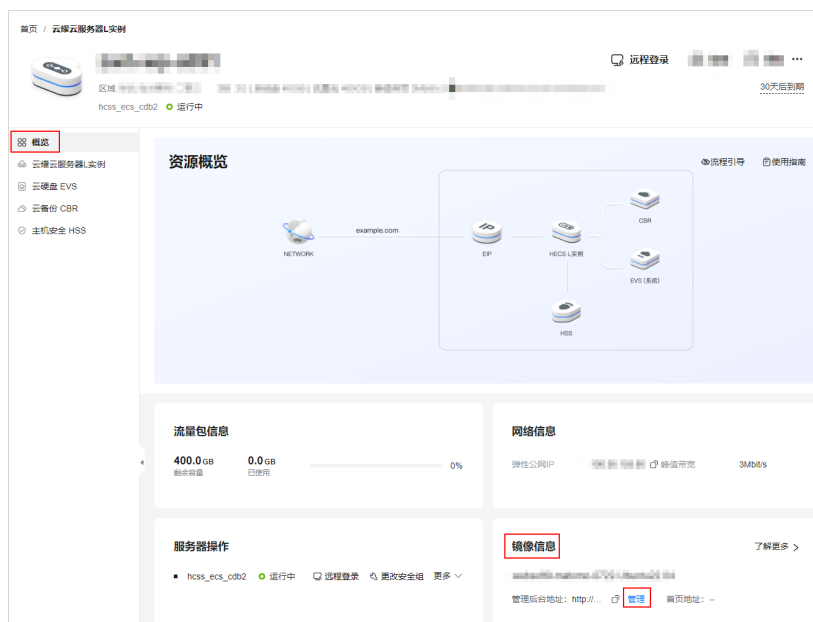 首页 / 云耀云服务器L实例
远程登录 ...
区域
30天后到期
hcss_ecs_cdb2 运行中
概览
云耀云服务器L实例
云硬盘 EVS
云备份 CBR
主机安全 HSS
资源概览
流程引导 使用指南
CBR
example.com
IP
NETWORK EIP HECS L实例
EVS (系统)
HSS
流量包信息
400.0 GB 0.0 GB 0%
剩余容量 已使用
网络信息
弹性公网IP 峰值带宽 3Mbit/s
服务器操作
hcss_ecs_cdb2 运行中 远程登录 更改安全组 更多
镜像信息 了解更多
管理后台地址: http://... 管理 首页地址: --